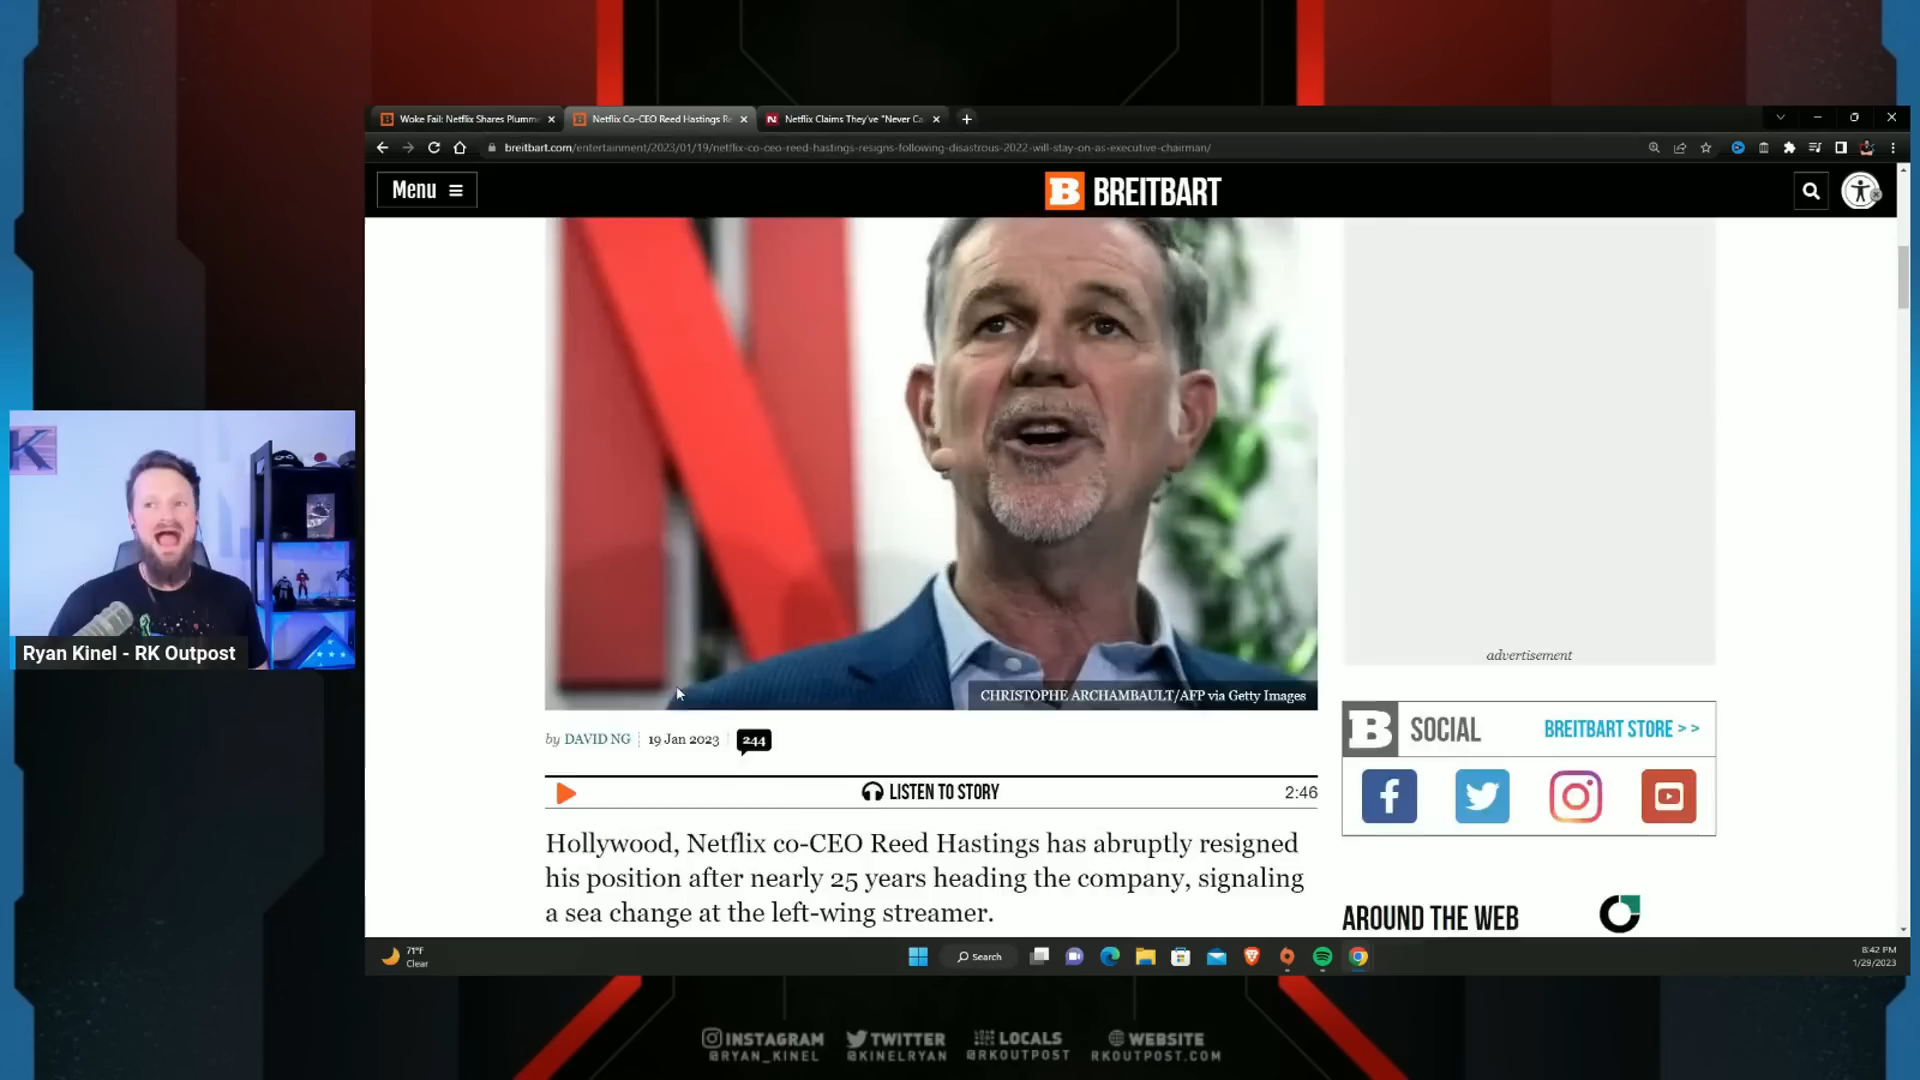 Woke Fail: Netflix Shares Plumm
Netflix Co-CEO Reed Hastings Re
Netflix Claims They've "Never Ca
breitbart.com/entertainment/2023/01/19/netflix-co-ceo-reed-hastings-resigns-following-disastrous-2022-will-stay-on-as-executive-chairman/
Menu
B BREITBART
CHRISTOPHE ARCHAMBAULT/AFP via Getty Images
advertisement
by DAVID NG 19 Jan 2023 244
LISTEN TO STORY 2:46
Hollywood, Netflix co-CEO Reed Hastings has abruptly resigned
his position after nearly 25 years heading the company, signaling
a sea change at the left-wing streamer.
B SOCIAL BREITBART STORE > >
AROUND THE WEB
K
Ryan Kinel - RK Outpost
71°F
Clear
Search
8:42 PM
1/29/2023
INSTAGRAM
@RYAN_KINEL
TWITTER
@KINELRYAN
LOCALS
@RKOUTPOST
WEBSITE
RKOUTPOST.COM